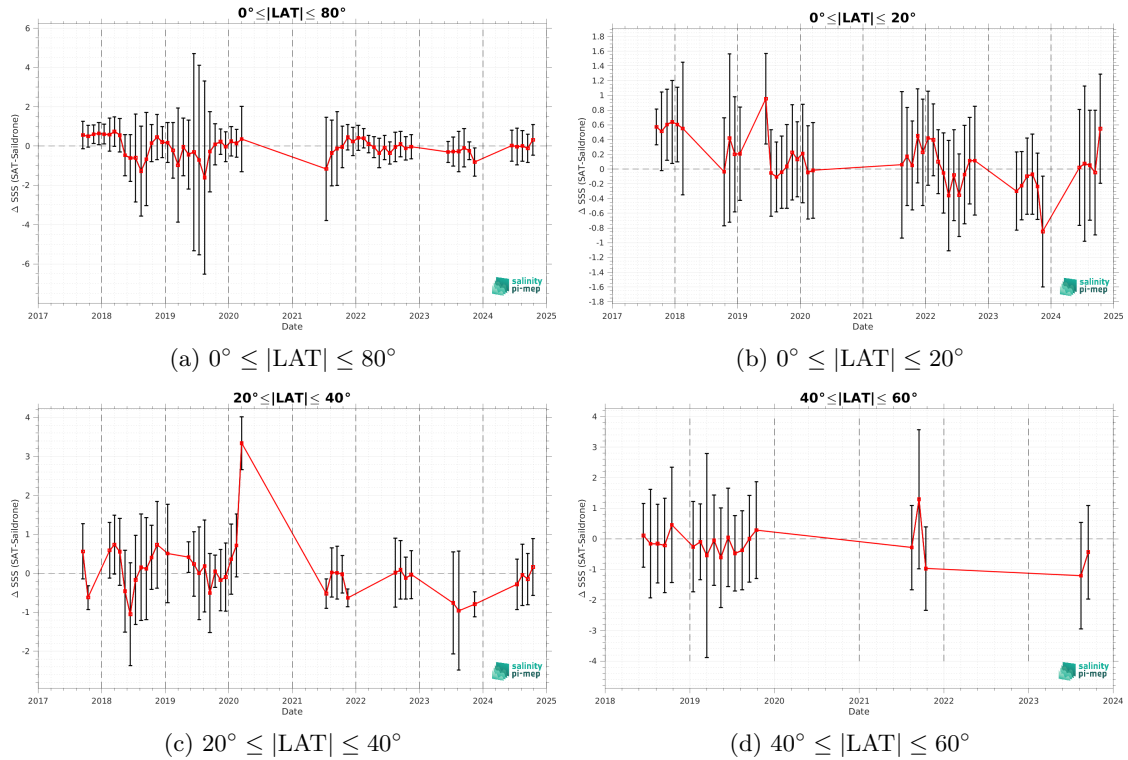 0°≤|LAT|≤ 80°
6
4
2
0
-2
-4
-6
Δ SSS (SAT-Saildrone)
2017 2018 2019 2020 2021 2022 2023 2024 2025
Date
salinity
pi-mep
(a) 0° ≤ |LAT| ≤ 80°
0°≤|LAT|≤ 20°
1.8
1.6
1.4
1.2
1
0.8
0.6
0.4
0.2
0
-0.2
-0.4
-0.6
-0.8
-1
-1.2
-1.4
-1.6
-1.8
Δ SSS (SAT-Saildrone)
2017 2018 2019 2020 2021 2022 2023 2024 2025
Date
salinity
pi-mep
(b) 0° ≤ |LAT| ≤ 20°
20°≤|LAT|≤ 40°
4
3
2
1
0
-1
-2
Δ SSS (SAT-Saildrone)
2017 2018 2019 2020 2021 2022 2023 2024 2025
Date
salinity
pi-mep
(c) 20° ≤ |LAT| ≤ 40°
40°≤|LAT|≤ 60°
4
3
2
1
0
-1
-2
-3
-4
Δ SSS (SAT-Saildrone)
2018 2019 2020 2021 2022 2023 2024
Date
salinity
pi-mep
(d) 40° ≤ |LAT| ≤ 60°